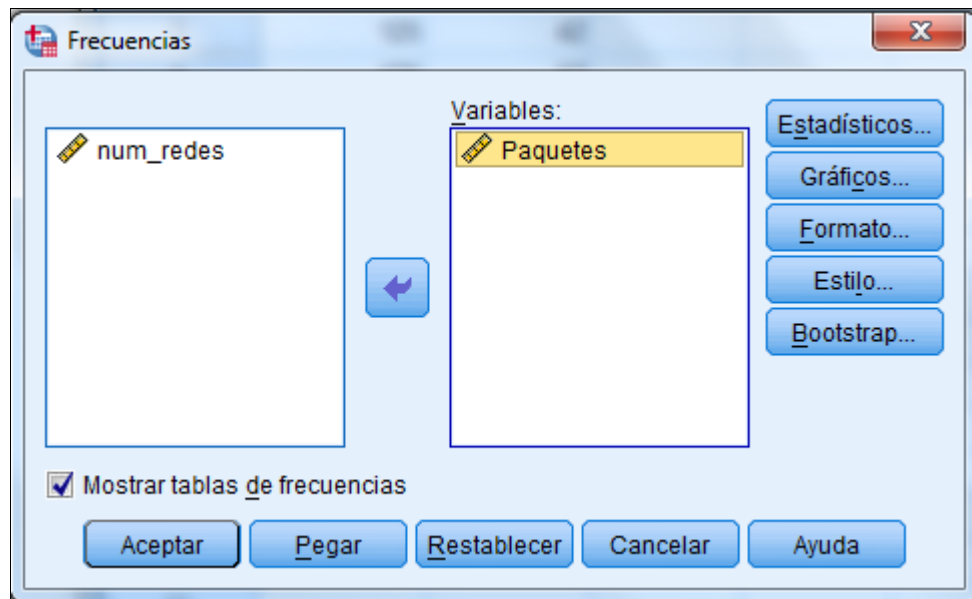 Frecuencias
Variables:
num_redes
Paquetes
Estadísticos...
Gráficos...
Formato...
Estilo...
Bootstrap...
Mostrar tablas de frecuencias
Aceptar
Pegar
Restablecer
Cancelar
Ayuda